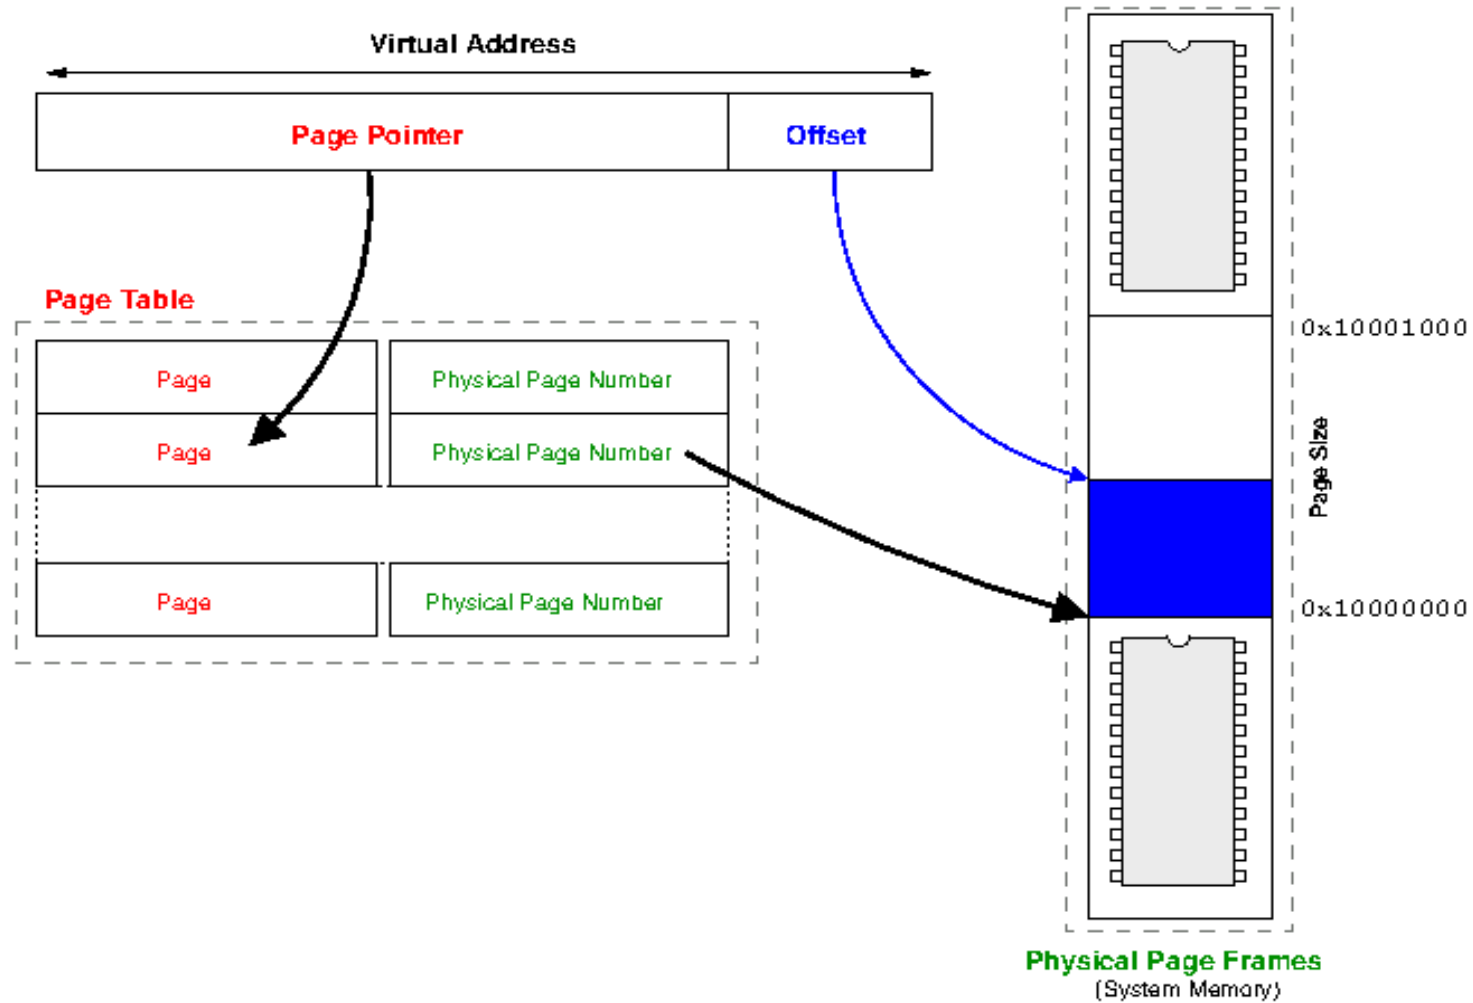 Virtual Address
Page Pointer
Offset
Page Table
Page
Physical Page Number
Page
Physical Page Number
Page
Physical Page Number
0x10001000
Page Size
0x10000000
Physical Page Frames
(System Memory)